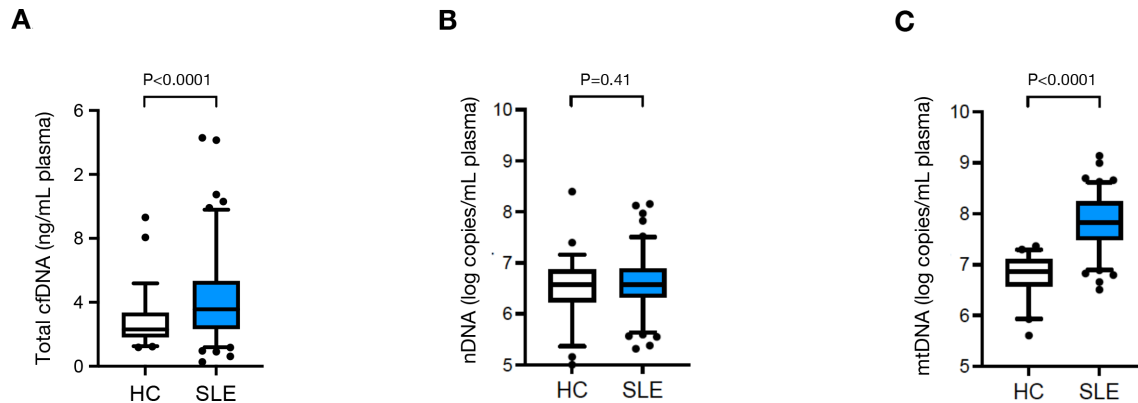 A
B
C
P<0.0001
P=0.41
P<0.0001
Total cfDNA (ng/mL plasma)
6
2
8
4
0
HC SLE
nDNA (log copies/mL plasma)
10
9
8
7
6
5
HC SLE
mtDNA (log copies/mL plasma)
10
9
8
7
6
5
HC SLE